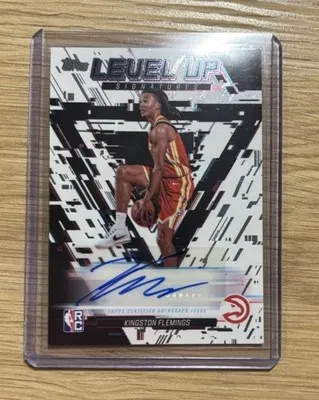 Topps
LEVEL UP
SIGNATURES
TOPPS CERTIFIED AUTOGRAPH ISSUE
RC
KINGSTON FLEMINGS